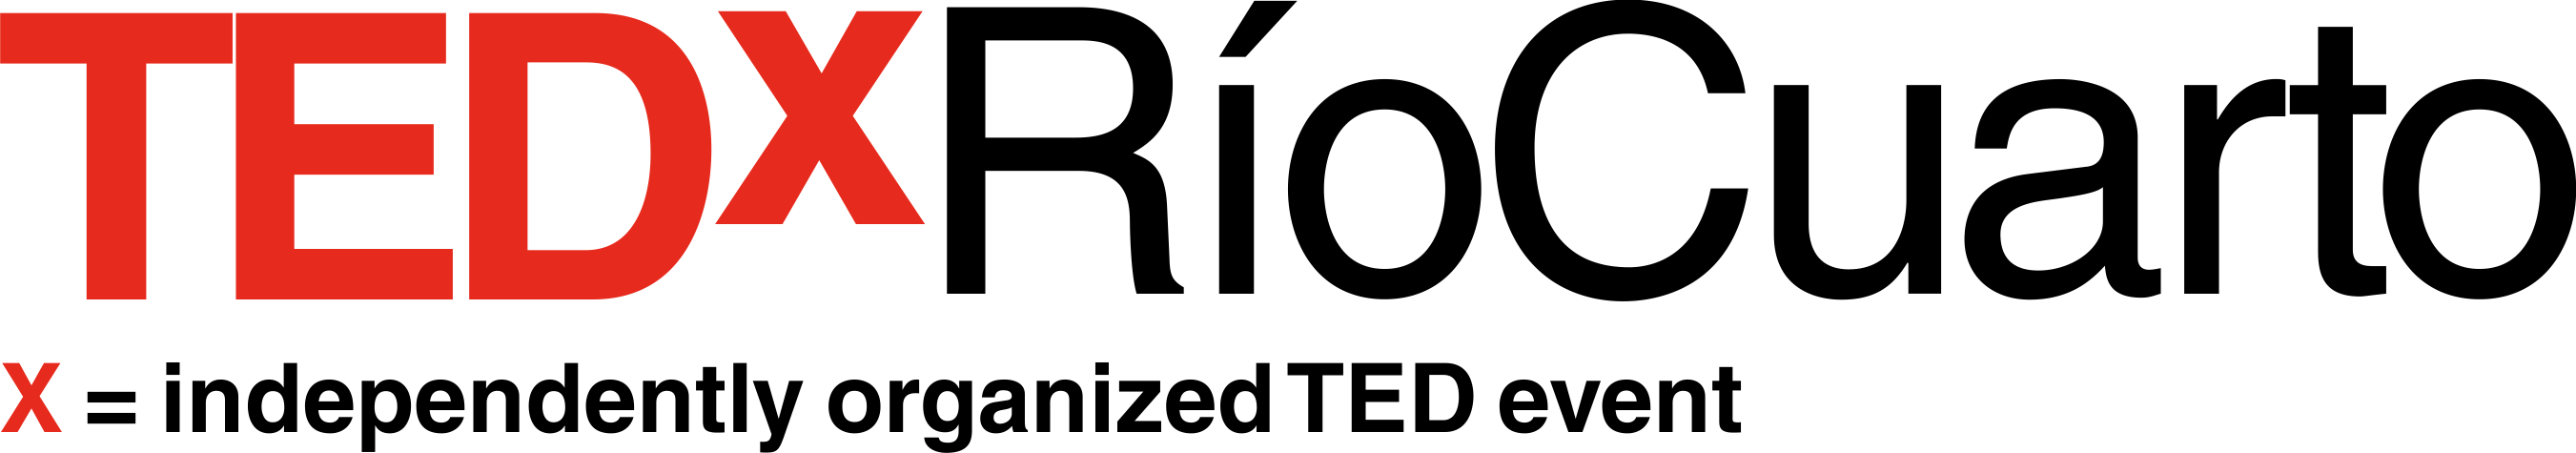 TEDxRíoCuarto
x = independently organized TED event